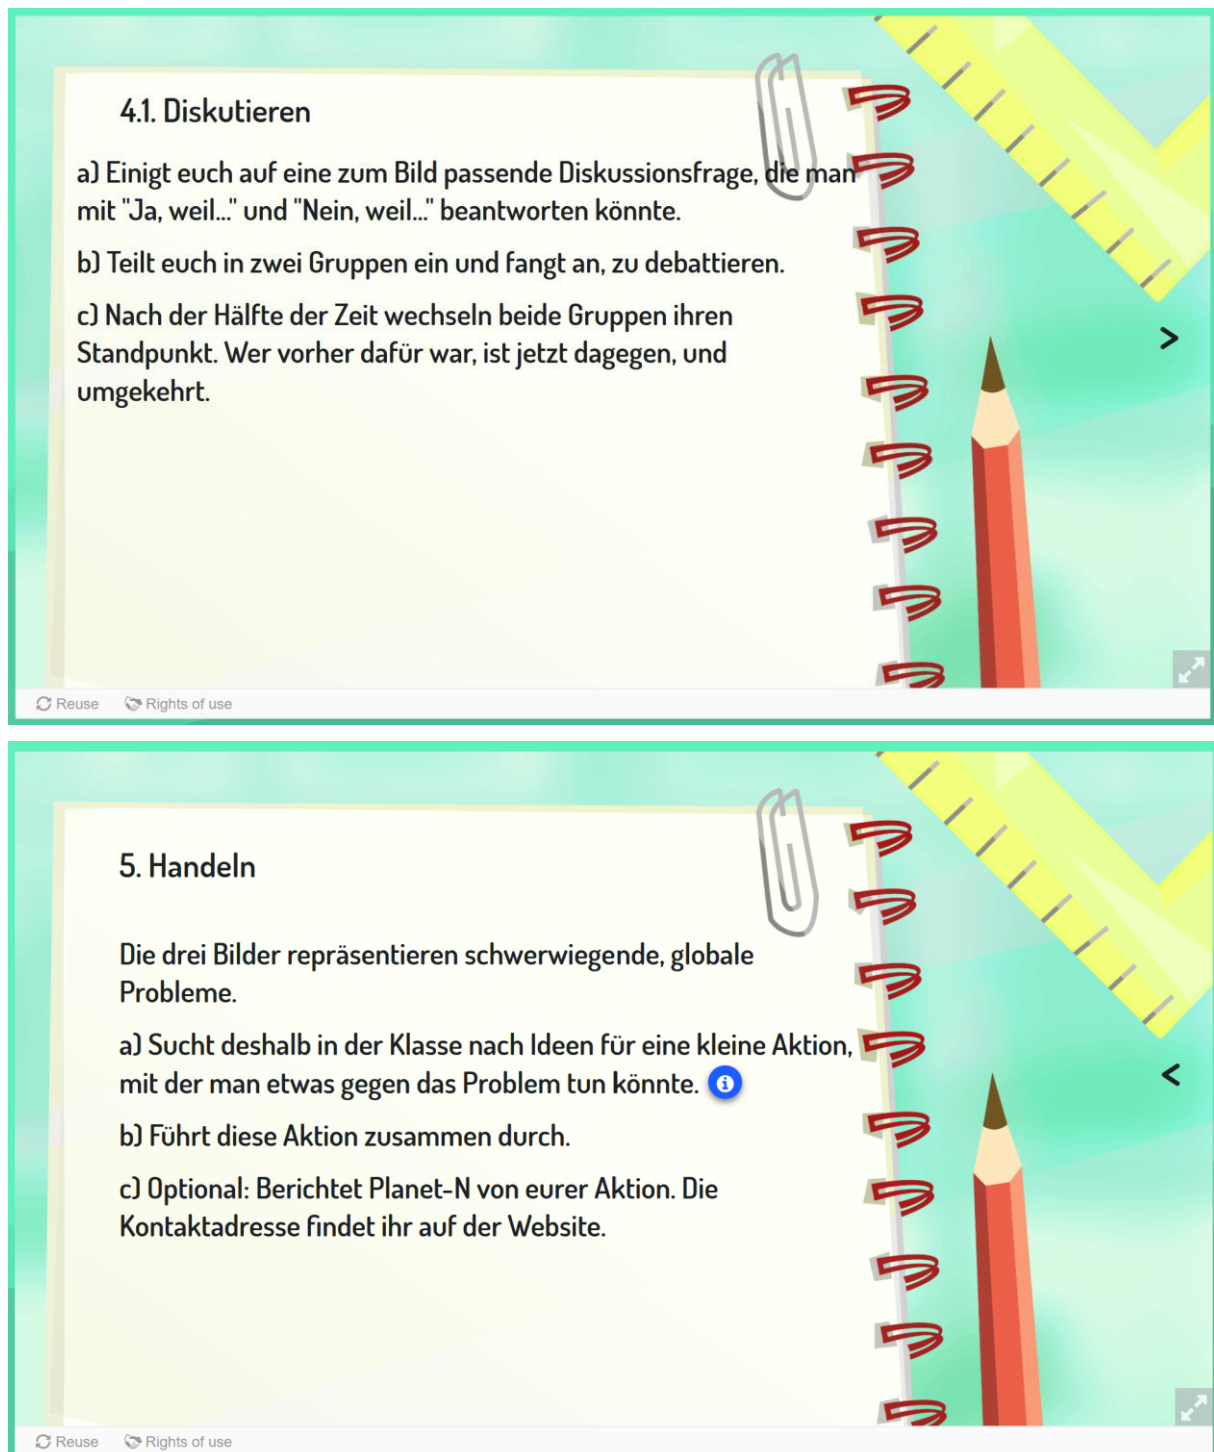 4.1. Diskutieren
a) Einigt euch auf eine zum Bild passende Diskussionsfrage, die man
mit "Ja, weil..." und "Nein, weil..." beantworten könnte.
b) Teilt euch in zwei Gruppen ein und fangt an, zu debattieren.
c) Nach der Hälfte der Zeit wechseln beide Gruppen ihren
Standpunkt. Wer vorher dafür war, ist jetzt dagegen, und
umgekehrt.
>
Reuse Rights of use
5. Handeln
Die drei Bilder repräsentieren schwerwiegende, globale
Probleme.
a) Sucht deshalb in der Klasse nach Ideen für eine kleine Aktion,
mit der man etwas gegen das Problem tun könnte.
b) Führt diese Aktion zusammen durch.
c) Optional: Berichtet Planet-N von eurer Aktion. Die
Kontaktadresse findet ihr auf der Website.
<
Reuse Rights of use